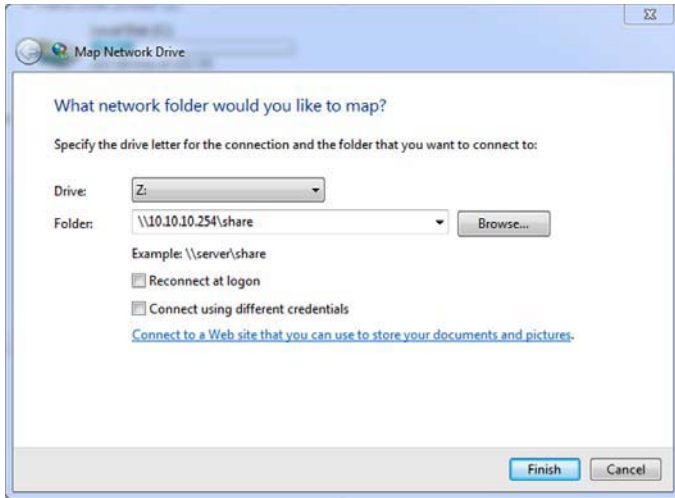 Map Network Drive
What network folder would you like to map?
Specify the drive letter for the connection and the folder that you want to connect to:
Drive: Z:
Folder: \\10.10.10.254\share Browse...
Example: \\server\share
Reconnect at logon
Connect using different credentials
Connect to a Web site that you can use to store your documents and pictures.
Finish Cancel